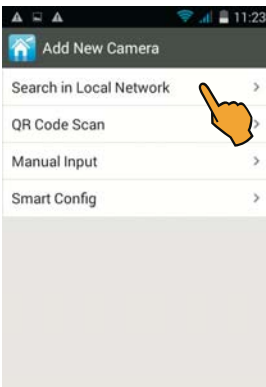 11:23
Add New Camera
Search in Local Network
QR Code Scan
Manual Input
Smart Config